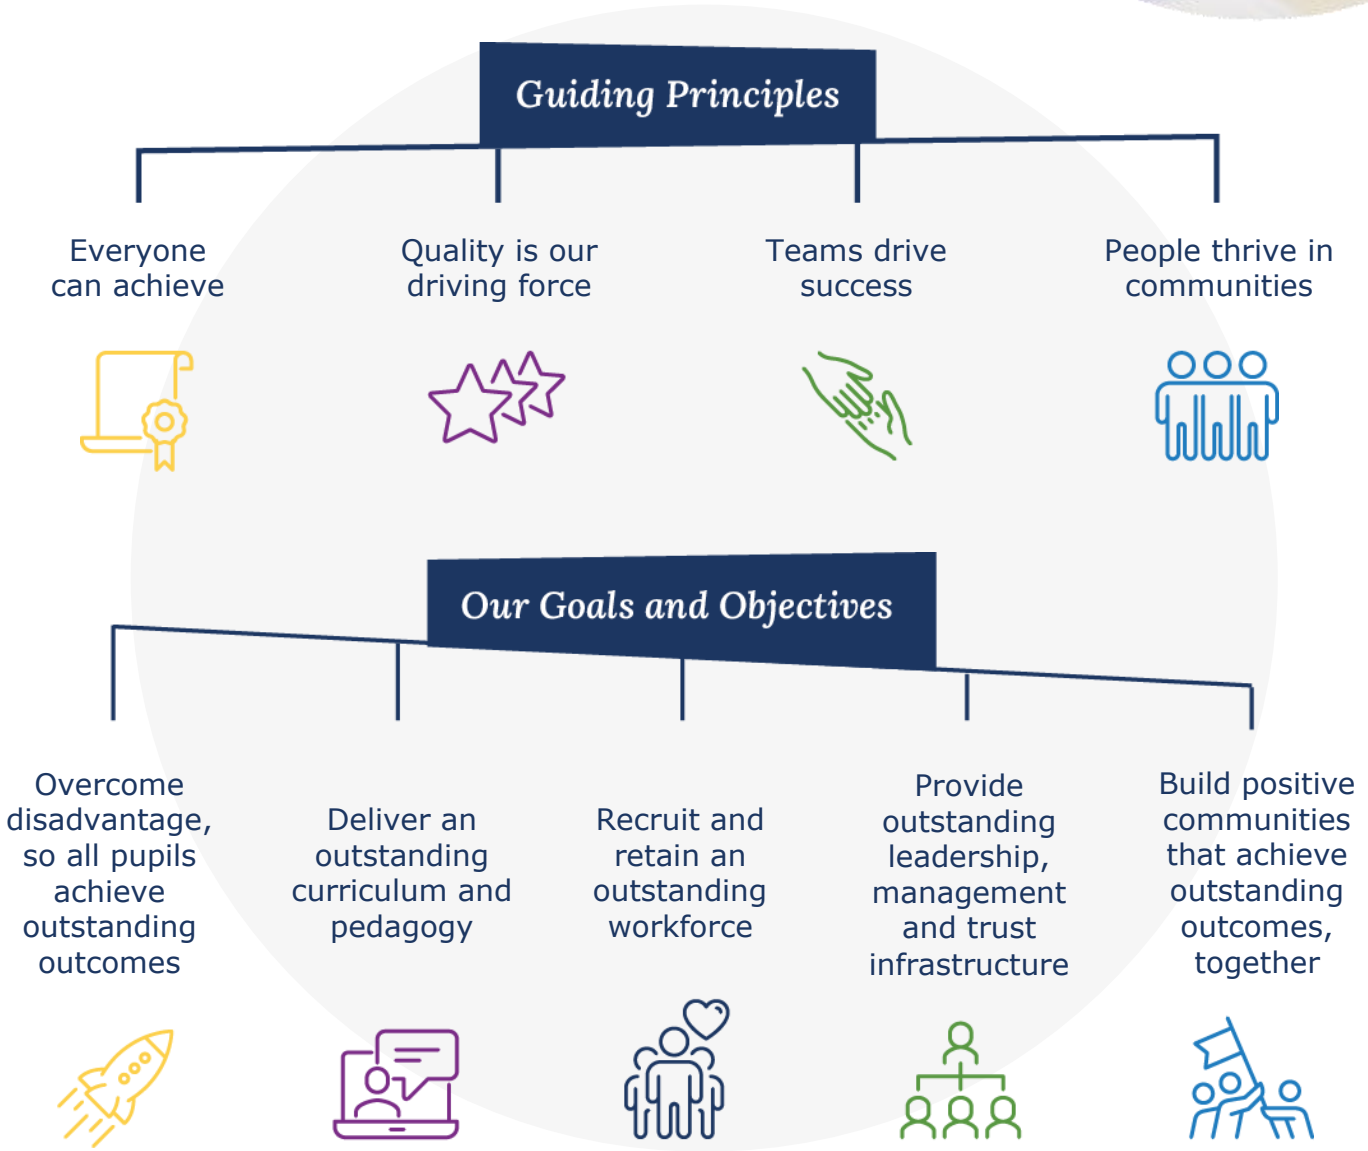 Guiding Principles
Everyone
can achieve
Quality is our
driving force
Teams drive
success
People thrive in
communities
Our Goals and Objectives
Overcome
disadvantage,
so all pupils
achieve
outstanding
outcomes
Deliver an
outstanding
curriculum and
pedagogy
Recruit and
retain an
outstanding
workforce
Provide
outstanding
leadership,
management
and trust
infrastructure
Build positive
communities
that achieve
outstanding
outcomes,
together